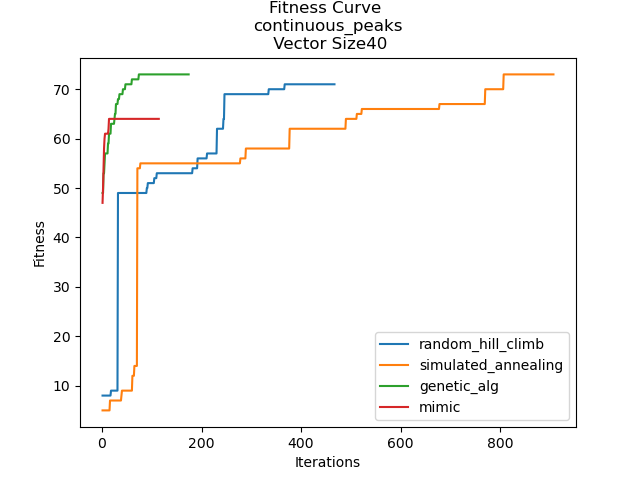 Fitness Curve
continuous_peaks
Vector Size40
Fitness
70
60
50
40
30
20
10
0
200
400
600
800
Iterations
random_hill_climb
simulated_annealing
genetic_alg
mimic